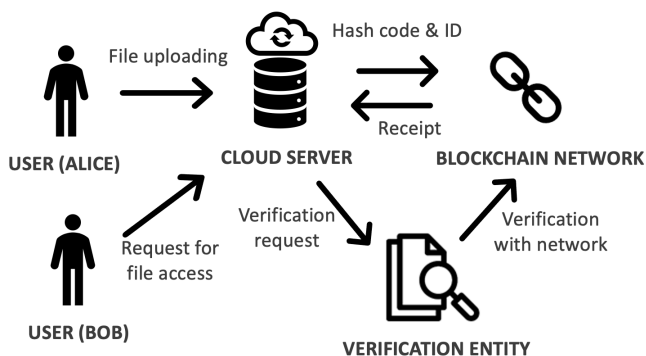 Hash code & ID
File uploading
Receipt
USER (ALICE)
CLOUD SERVER
BLOCKCHAIN NETWORK
Verification
request
Verification
with network
Request for
file access
USER (BOB)
VERIFICATION ENTITY